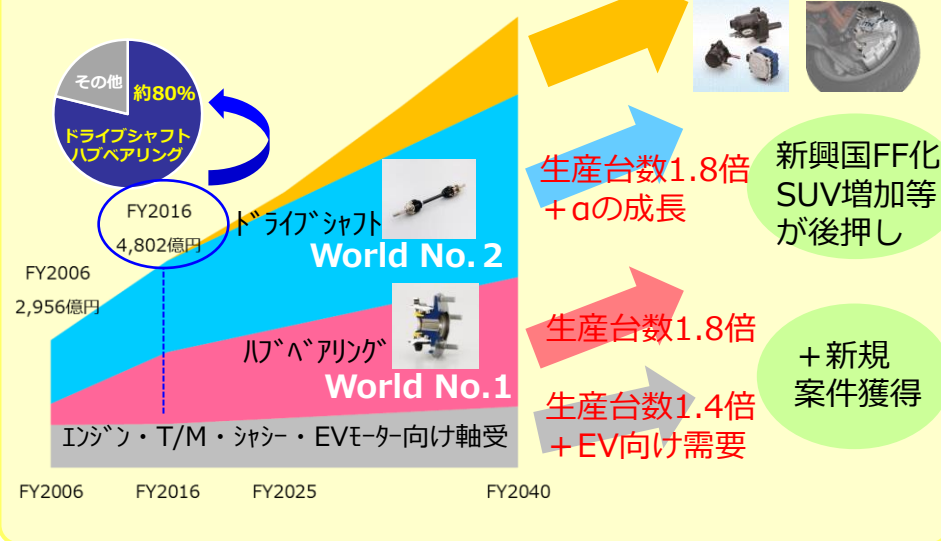 その他
約80%
ドライブシャフト
ハブベアリング
FY2016
4,802億円
FY2006
2,956億円
ﾄﾞﾗｲﾌﾞｼｬﾌﾄ
World No.２
ﾊﾌﾞﾍﾞｱﾘﾝｸﾞ
World No.1
ｴﾝｼﾞﾝ・T/M・ｼｬｼｰ・EVﾓｰﾀｰ向け軸受
FY2006
FY2016
FY2025
FY2040
生産台数1.8倍
＋αの成長
新興国FF化
SUV増加等
が後押し
生産台数1.8倍
生産台数1.4倍
＋EV向け需要
＋新規
案件獲得